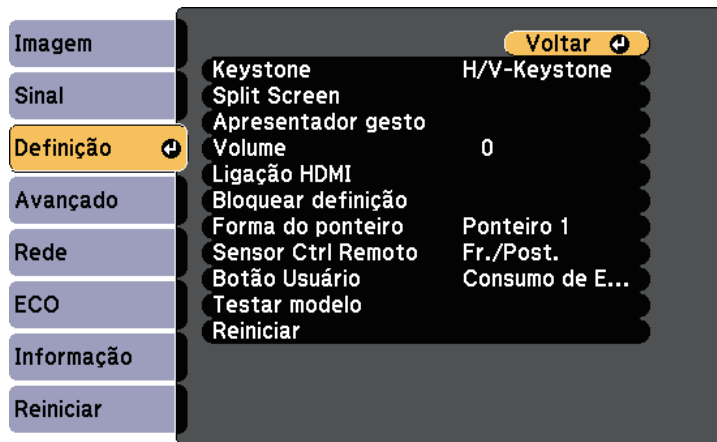 Imagem
Sinal
Definição
Avançado
Rede
ECO
Informação
Reiniciar
Voltar
Keystone H/V-Keystone
Split Screen
Apresentador gesto
Volume 0
Ligação HDMI
Bloquear definição
Forma do ponteiro Ponteiro 1
Sensor Ctrl Remoto Fr./Post.
Botão Usuário Consumo de E...
Testar modelo
Reiniciar